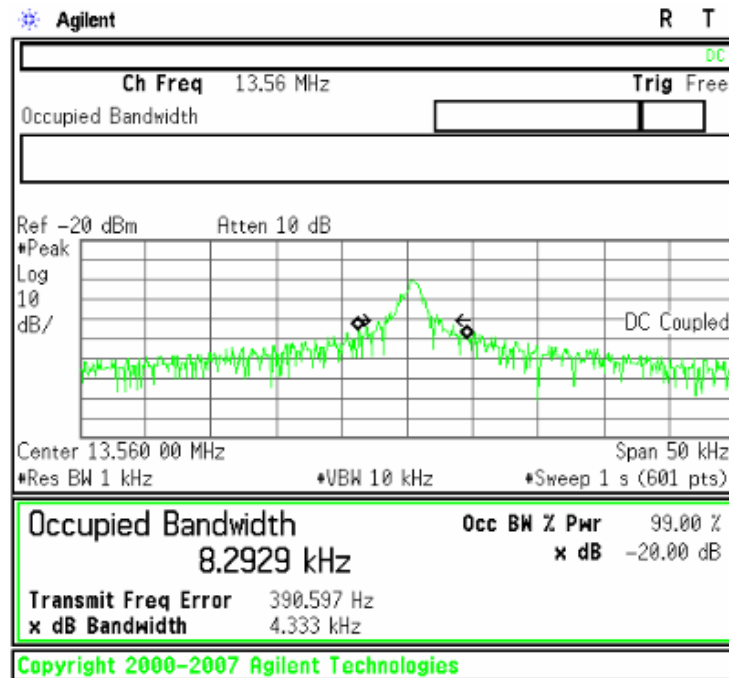 Agilent R T
DC
Ch Freq 13.56 MHz Trig Free
Occupied Bandwidth
Ref -20 dBm Atten 10 dB
#Peak
Log
10
dB/
DC Coupled
Center 13.560 00 MHz Span 50 kHz
#Res BW 1 kHz #VBW 10 kHz #Sweep 1 s (601 pts)
Occupied Bandwidth Occ BW % Pwr 99.00 %
8.2929 kHz x dB -20.00 dB
Transmit Freq Error 390.597 Hz
x dB Bandwidth 4.333 kHz
Copyright 2000-2007 Agilent Technologies